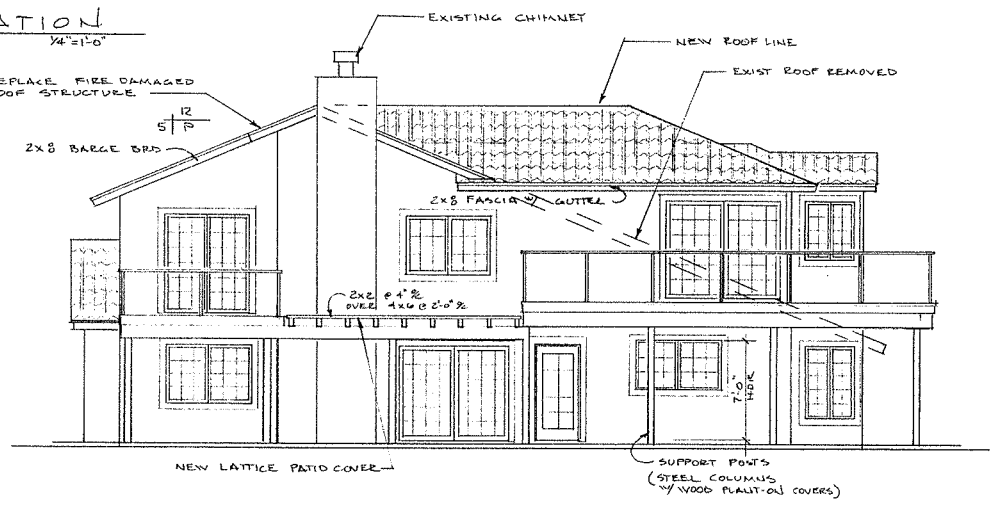 ATION
1/4"=1'-0"
EXISTING CHIMNEY
NEW ROOF LINE
EPLACE FIRE DAMAGED
OOF STRUCTURE
EXIST ROOF REMOVED
12
5
P
2x8 BARGE BRD
2x8 FASCIA W/ GUTTER
2x2 @ 4" %
OVER 4x6 @ 2'-0" %
7'-0"
HDR
NEW LATTICE PATIO COVER
SUPPORT POSTS
(STEEL COLUMNS
W/ WOOD PLANT-ON COVERS)